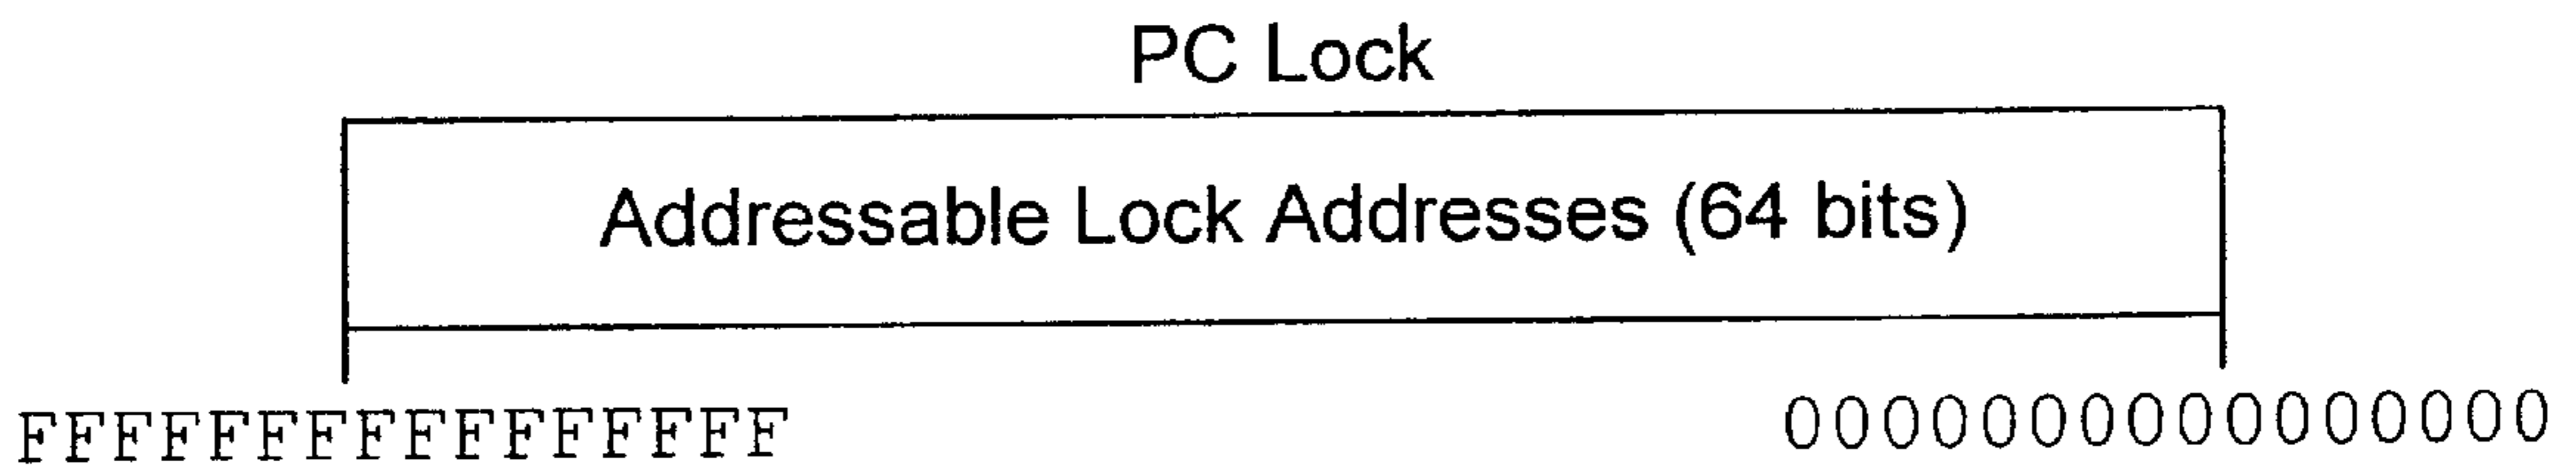 PC Lock
Addressable Lock Addresses (64 bits)
FFFFFFFFFFFFFFFF 0000000000000000